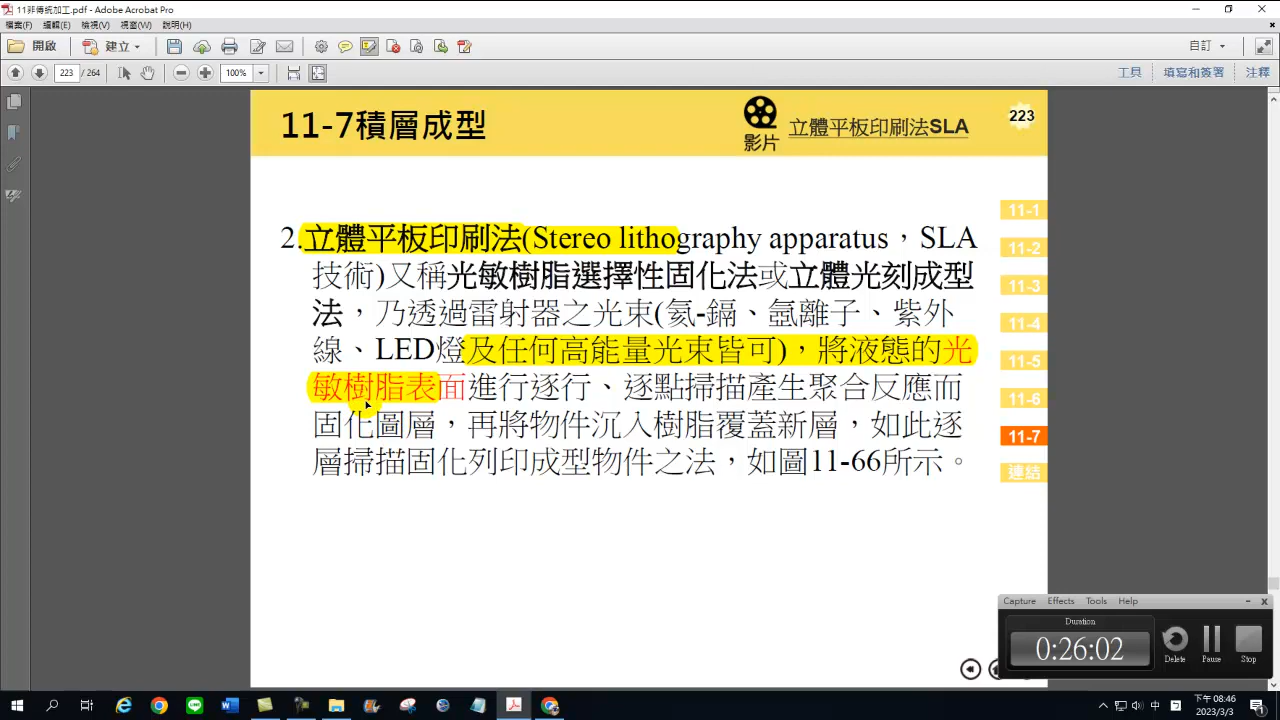 11非傳統加工.pdf - Adobe Acrobat Pro
檔案(F) 編輯(E) 檢視(V) 視窗(W) 說明(H)
開啟 建立 自訂
223 / 264 100% 工具 填寫和簽署 注釋
11-7積層成型 影片 立體平板印刷法SLA 223
2.立體平板印刷法(Stereo lithography apparatus，SLA
技術)又稱光敏樹脂選擇性固化法或立體光刻成型
法，乃透過雷射器之光束(氦-鎘、氬離子、紫外
線、LED燈及任何高能量光束皆可)，將液態的光
敏樹脂表面進行逐行、逐點掃描產生聚合反應而
固化圖層，再將物件沉入樹脂覆蓋新層，如此逐
層掃描固化列印成型物件之法，如圖11-66所示。
11-1
11-2
11-3
11-4
11-5
11-6
11-7
連結
Capture Effects Tools Help
Duration
0:26:02
Delete Pause Stop
中 下午 08:46
2023/3/3